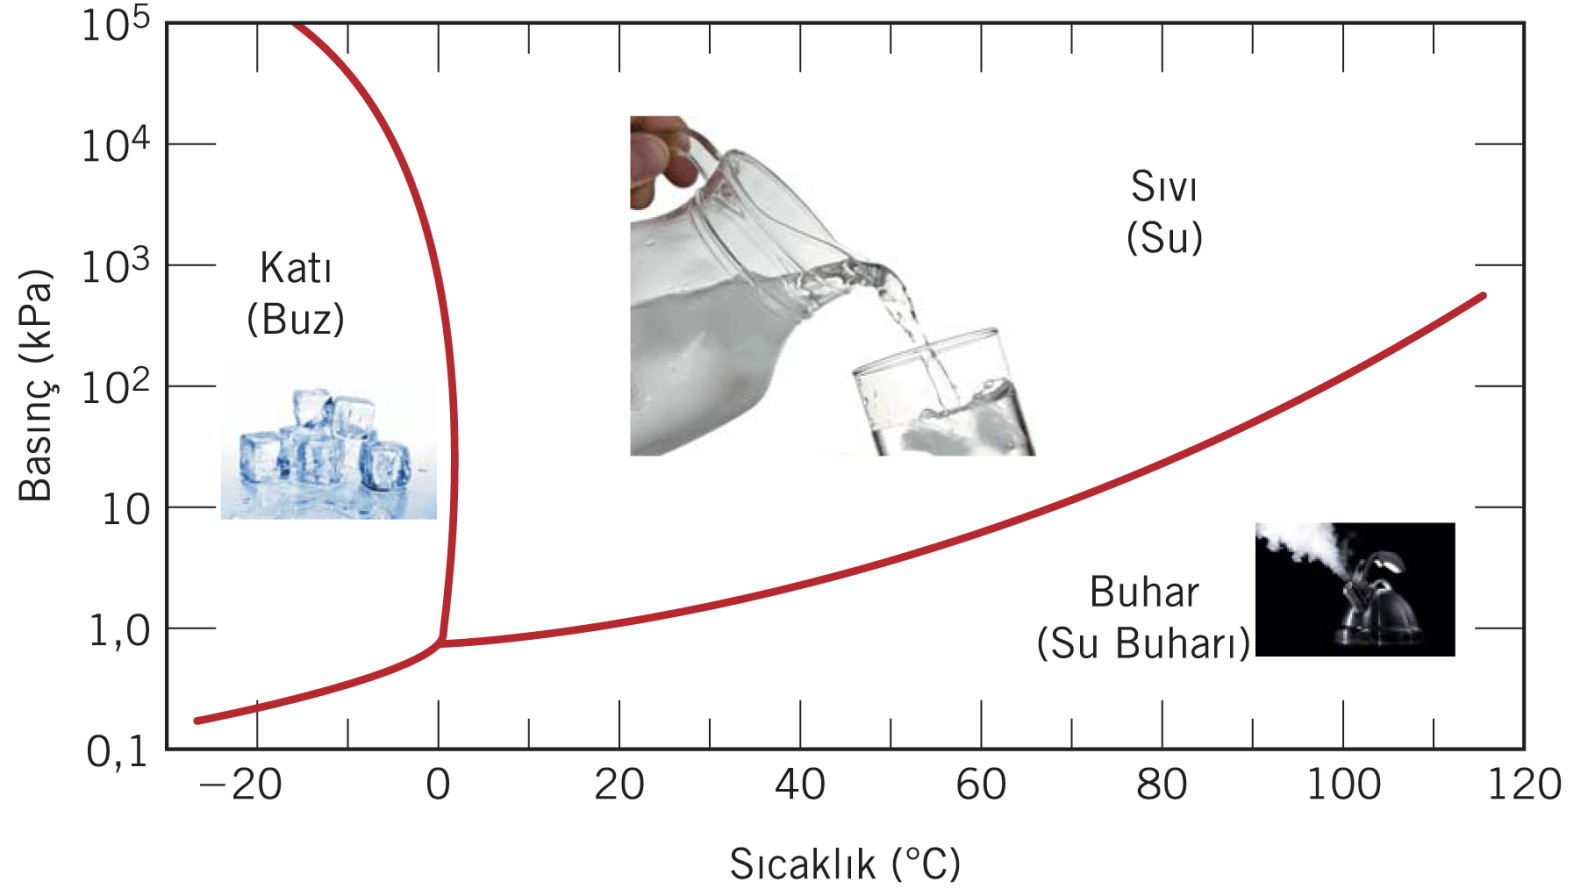 10⁵
10⁴
10³
10²
10
1,0
0,1
Basınç (kPa)
Katı
(Buz)
Sıvı
(Su)
Buhar
(Su Buharı)
−20 0 20 40 60 80 100 120
Sıcaklık (°C)